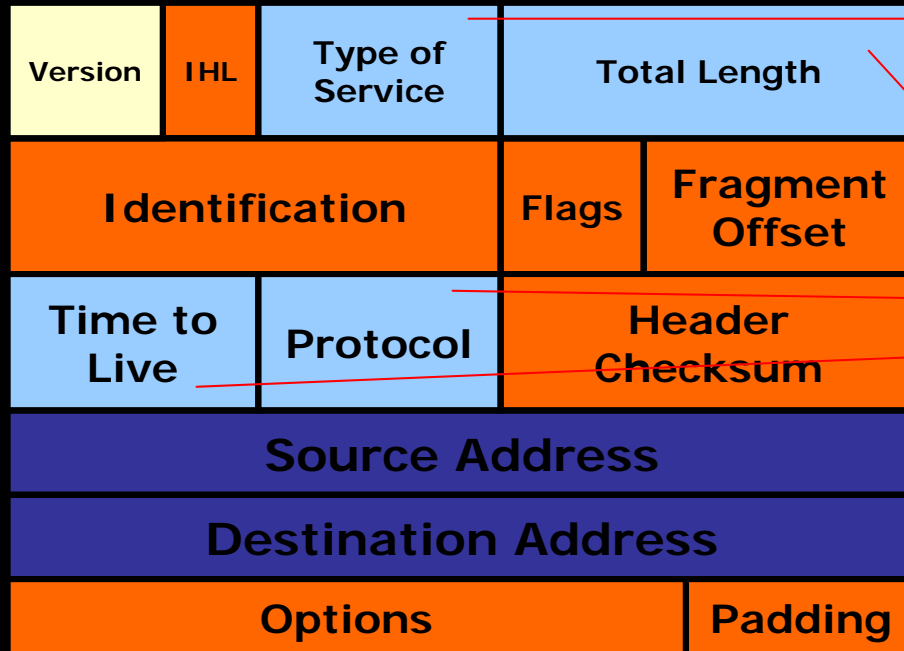 Version IHL Type of Service Total Length
Identification Flags Fragment Offset
Time to Live Protocol Header Checksum
Source Address
Destination Address
Options Padding